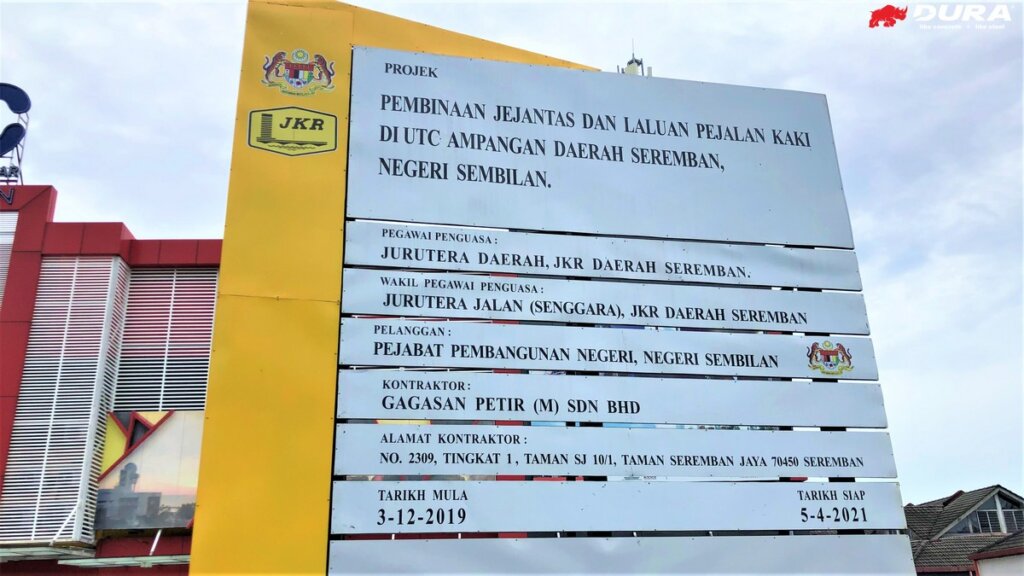 DURA
JKR
PROJEK
PEMBINAAN JEJANTAS DAN LALUAN PEJALAN KAKI
DI UTC AMPANGAN DAERAH SEREMBAN,
NEGERI SEMBILAN.
PEGAWAI PENGUASA :
JURUTERA DAERAH, JKR DAERAH SEREMBAN.
WAKIL PEGAWAI PENGUASA :
JURUTERA JALAN (SENGGARA), JKR DAERAH SEREMBAN
PELANGGAN :
PEJABAT PEMBANGUNAN NEGERI, NEGERI SEMBILAN
KONTRAKTOR :
GAGASAN PETIR (M) SDN BHD
ALAMAT KONTRAKTOR :
NO. 2309, TINGKAT 1, TAMAN SJ 10/1, TAMAN SEREMBAN JAYA 70450 SEREMBAN
TARIKH MULA
3-12-2019
TARIKH SIAP
5-4-2021